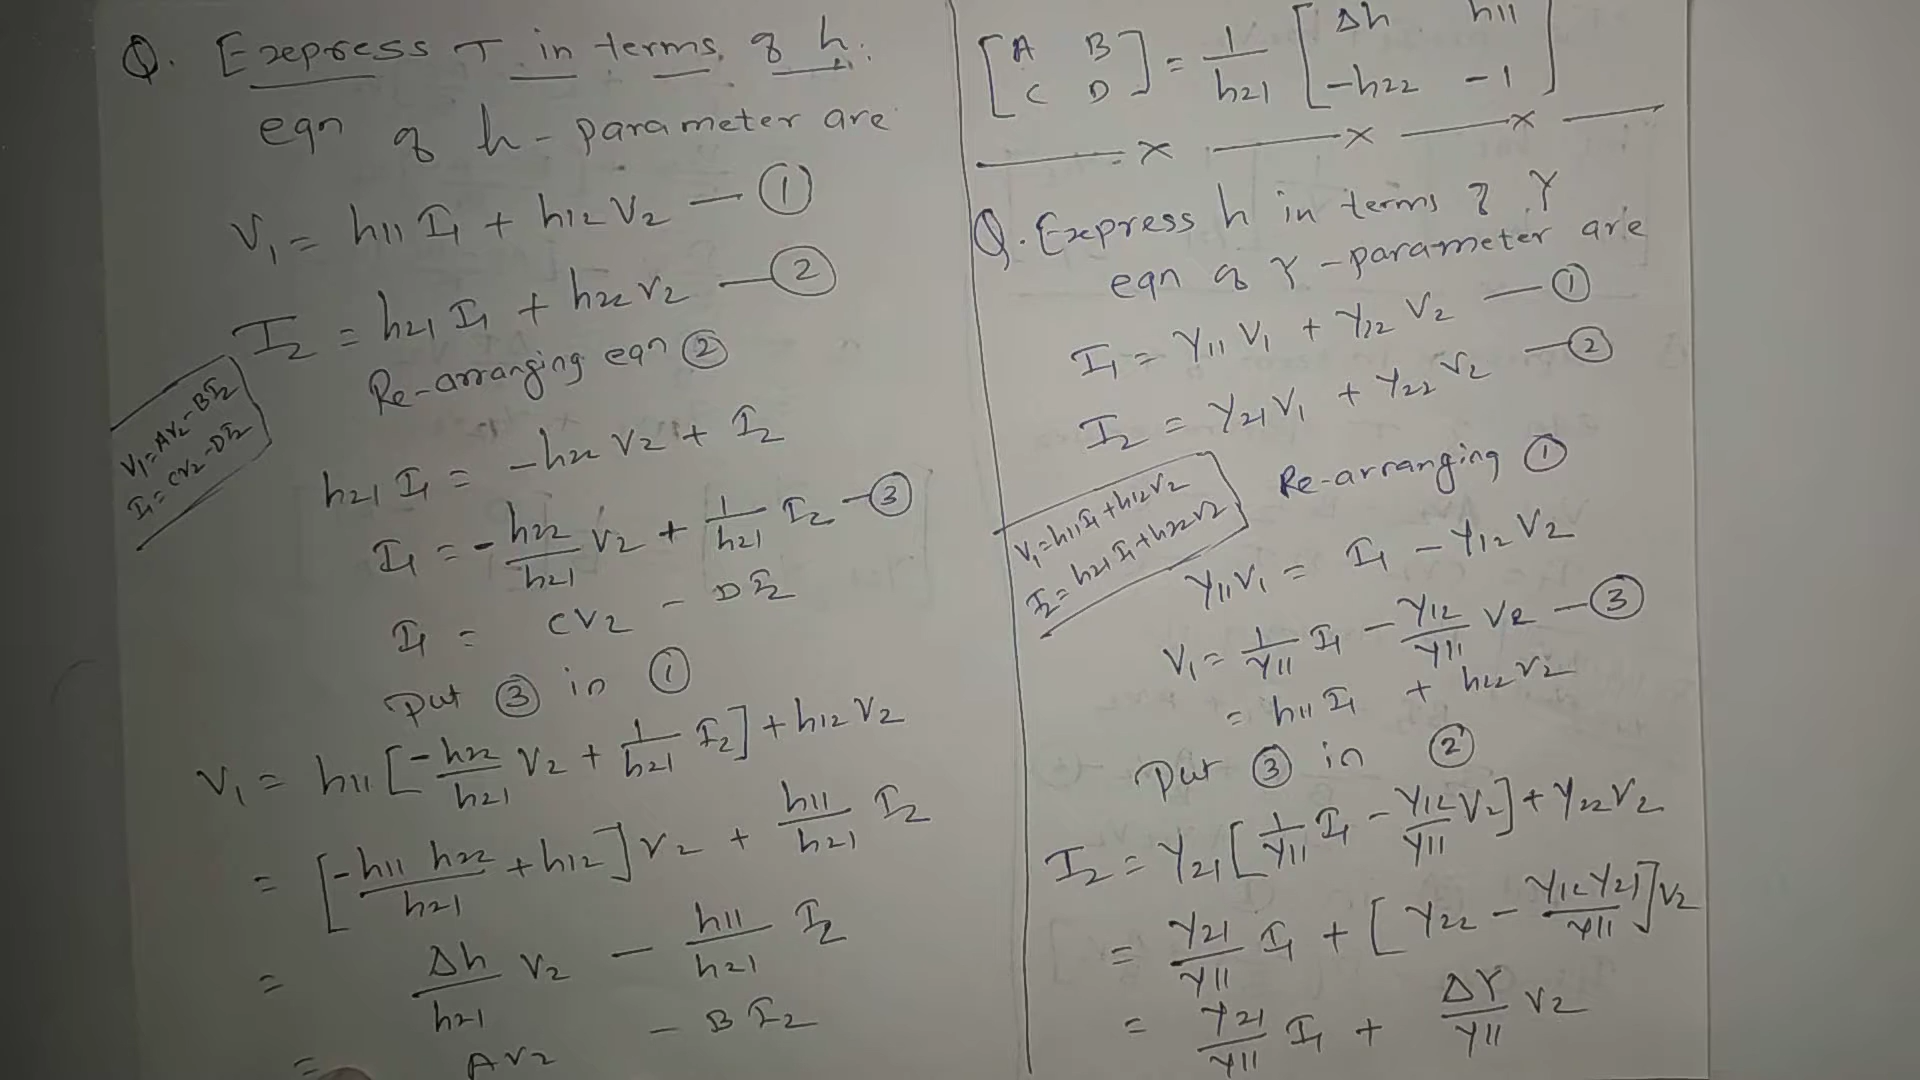 Q. Express T in terms of h.
eqn of h-parameter are
V1 = h11 I1 + h12 V2 — ①
I2 = h21 I1 + h22 V2 — ②
Re-arranging eqn ②
V1 = AV2 - BI2
I1 = CV2 - DI2
h21 I1 = -h22 V2 + I2
I1 = - h22/h21 V2 + 1/h21 I2 — ③
I1 = CV2 - DI2
Put ③ in ①
V1 = h11 [- h22/h21 V2 + 1/h21 I2] + h12 V2
= [- h11 h22/h21 + h12] V2 + h11/h21 I2
= Δh/h21 V2 - h11/h21 I2
= AV2 - BI2
[A B
C D] = 1/h21 [Δh h11
-h22 -1]
— x — x — x —
Q. Express h in terms of Y
eqn of Y-parameter are
I1 = Y11 V1 + Y12 V2 — ①
I2 = Y21 V1 + Y22 V2 — ②
Re-arranging ①
V1 = h11 I1 + h12 V2
I2 = h21 I1 + h22 V2
Y11 V1 = I1 - Y12 V2
V1 = 1/Y11 I1 - Y12/Y11 V2 — ③
= h11 I1 + h12 V2
Put ③ in ②
I2 = Y21 [1/Y11 I1 - Y12/Y11 V2] + Y22 V2
= Y21/Y11 I1 + [Y22 - Y12 Y21/Y11] V2
= Y21/Y11 I1 + ΔY/Y11 V2